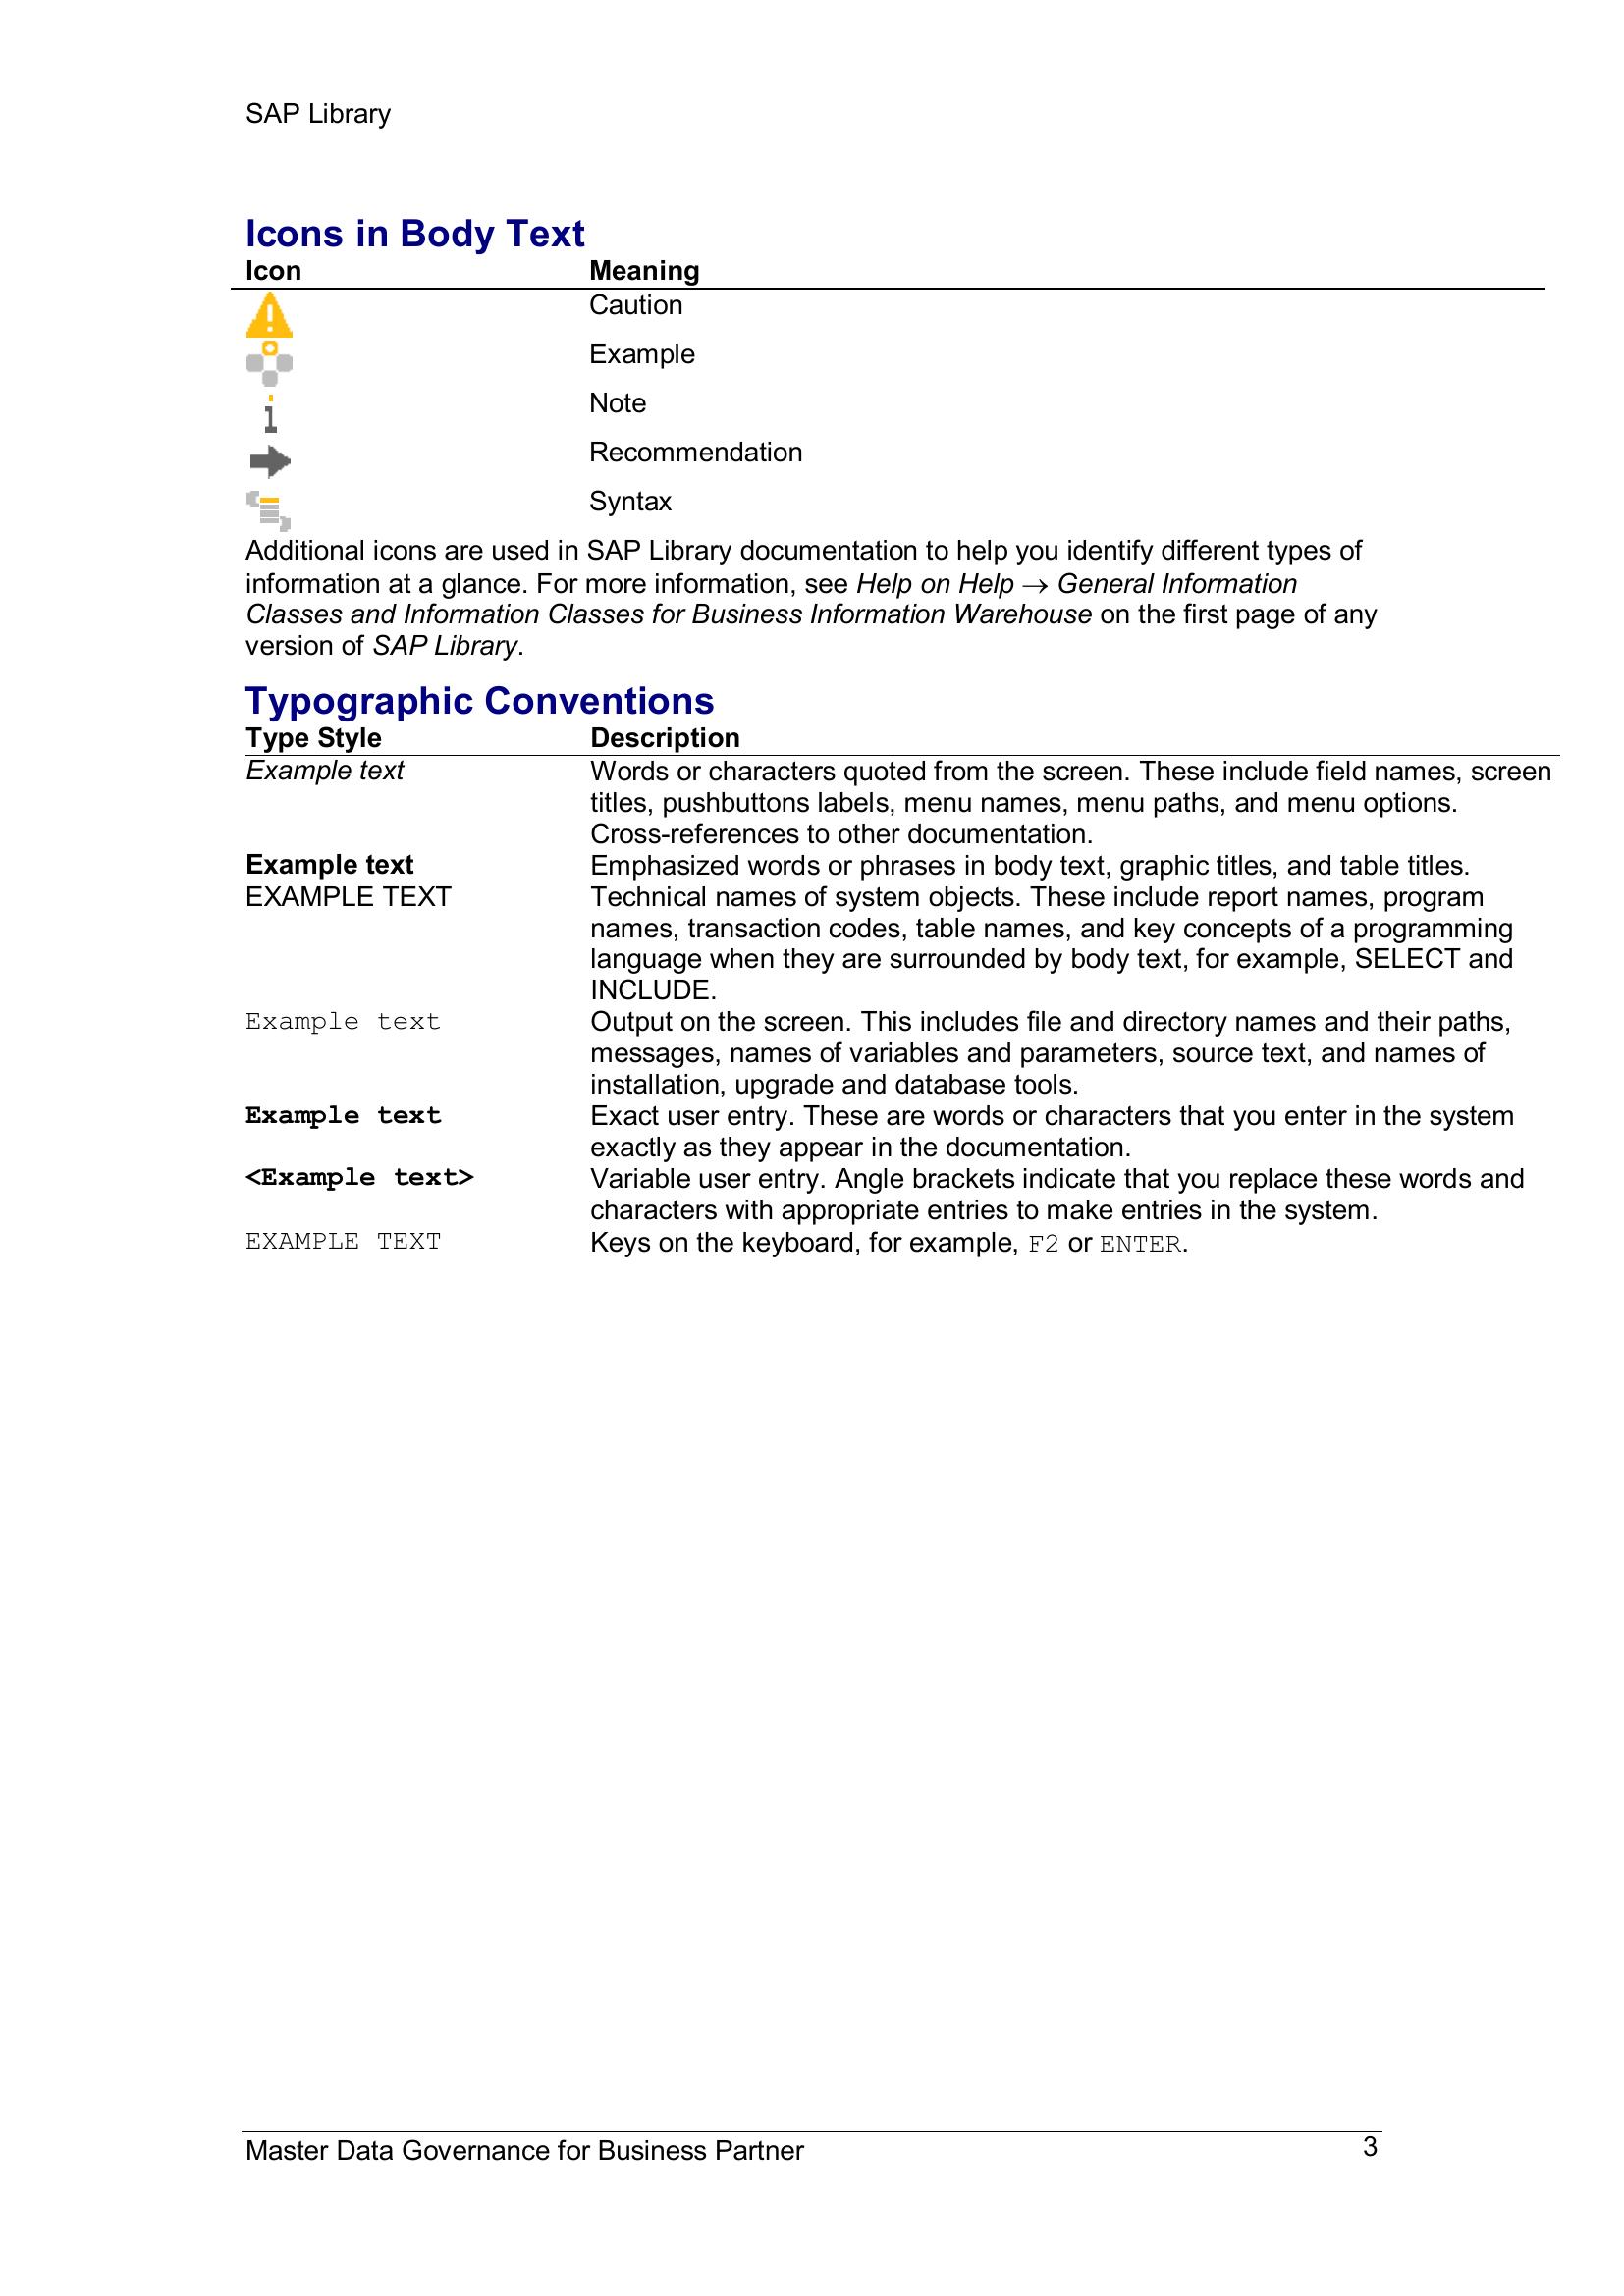 SAP Library
Icons in Body Text
Icon Meaning
Caution
Example
Note
Recommendation
Syntax
Additional icons are used in SAP Library documentation to help you identify different types of
information at a glance. For more information, see Help on Help → General Information
Classes and Information Classes for Business Information Warehouse on the first page of any
version of SAP Library.
Typographic Conventions
Type Style Description
Example text Words or characters quoted from the screen. These include field names, screen
titles, pushbuttons labels, menu names, menu paths, and menu options.
Cross-references to other documentation.
Example text Emphasized words or phrases in body text, graphic titles, and table titles.
EXAMPLE TEXT Technical names of system objects. These include report names, program
names, transaction codes, table names, and key concepts of a programming
language when they are surrounded by body text, for example, SELECT and
INCLUDE.
Example text Output on the screen. This includes file and directory names and their paths,
messages, names of variables and parameters, source text, and names of
installation, upgrade and database tools.
Example text Exact user entry. These are words or characters that you enter in the system
exactly as they appear in the documentation.
<Example text> Variable user entry. Angle brackets indicate that you replace these words and
characters with appropriate entries to make entries in the system.
EXAMPLE TEXT Keys on the keyboard, for example, F2 or ENTER.
Master Data Governance for Business Partner 3